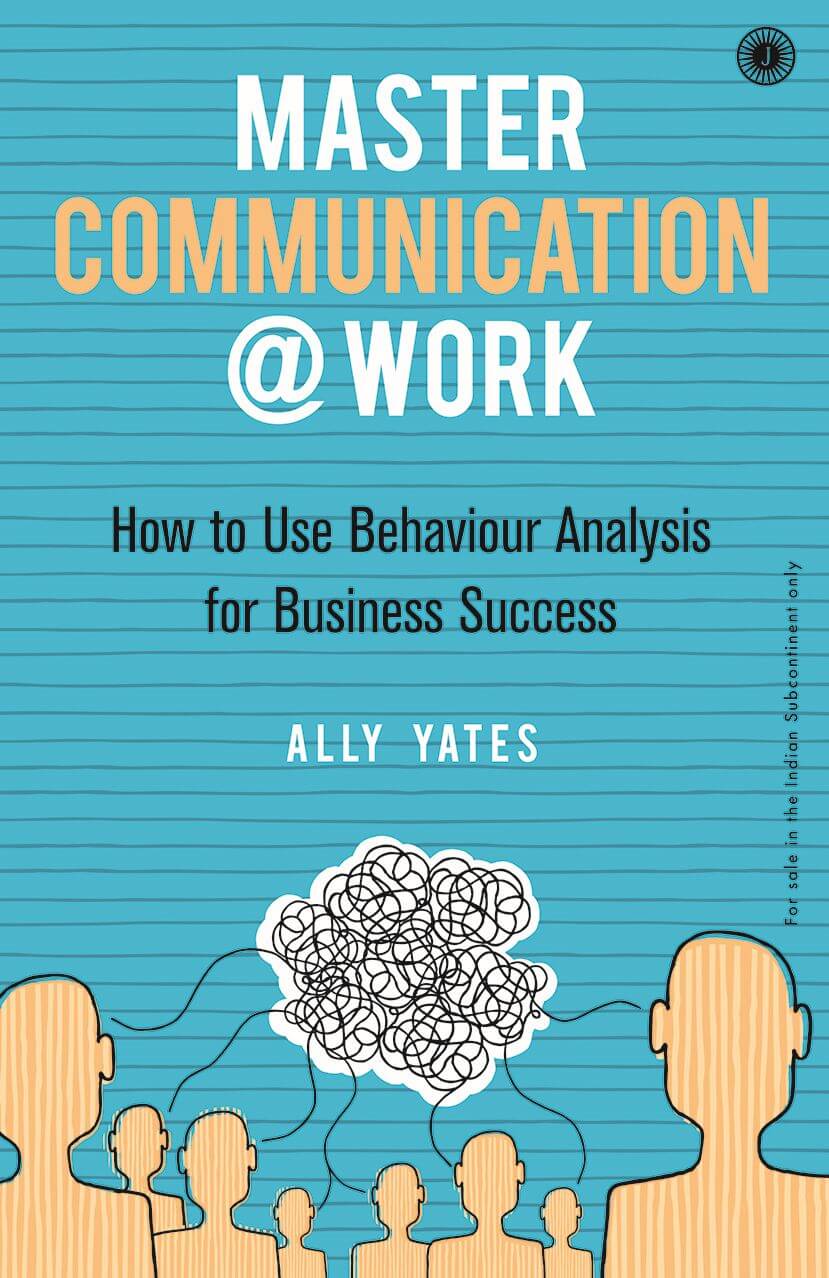 J
MASTER
COMMUNICATION
@ WORK
How to Use Behaviour Analysis
for Business Success
ALLY YATES
For sale in the Indian Subcontinent only